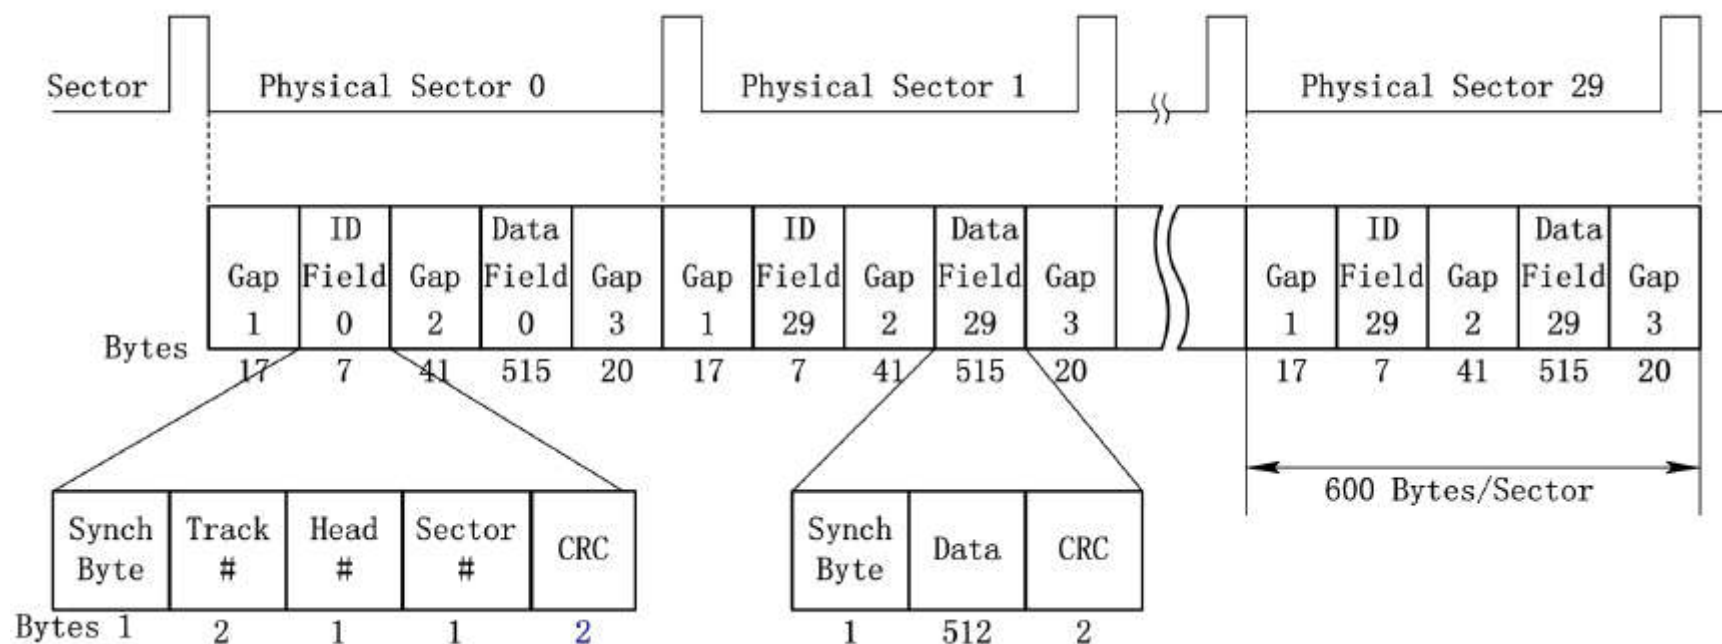 Sector Physical Sector 0 Physical Sector 1 Physical Sector 29
ID Data ID Data ID Data
Gap Field Gap Field Gap Gap Field Gap Field Gap Gap Field Gap Field Gap
1 0 2 0 3 1 29 2 29 3 1 29 2 29 3
Bytes 17 7 41 515 20 17 7 41 515 20 17 7 41 515 20
600 Bytes/Sector
Synch Track Head Sector CRC Synch Data CRC
Byte # # # Byte
Bytes 1 2 1 1 2 1 512 2